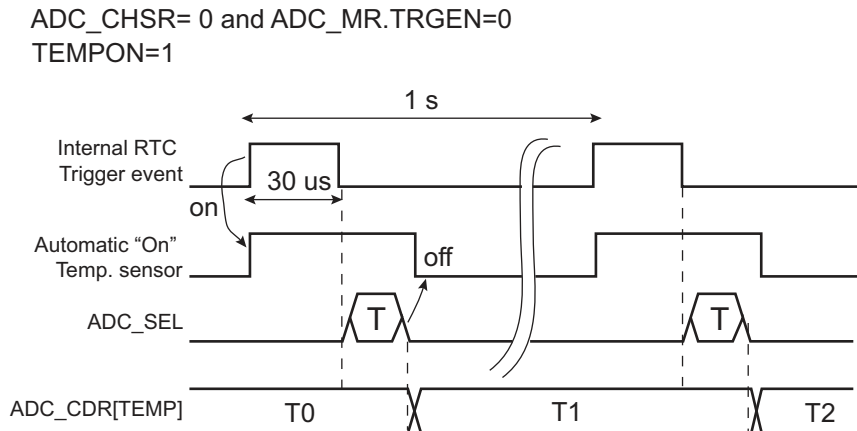 ADC_CHSR= 0 and ADC_MR.TRGEN=0
TEMPON=1
1 s
Internal RTC
Trigger event
30 us
on
Automatic “On”
Temp. sensor
off
ADC_SEL
T
T
ADC_CDR[TEMP]
T0
T1
T2